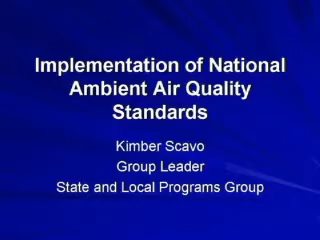 Implementation of National
Ambient Air Quality
Standards
Kimber Scavo
Group Leader
State and Local Programs Group